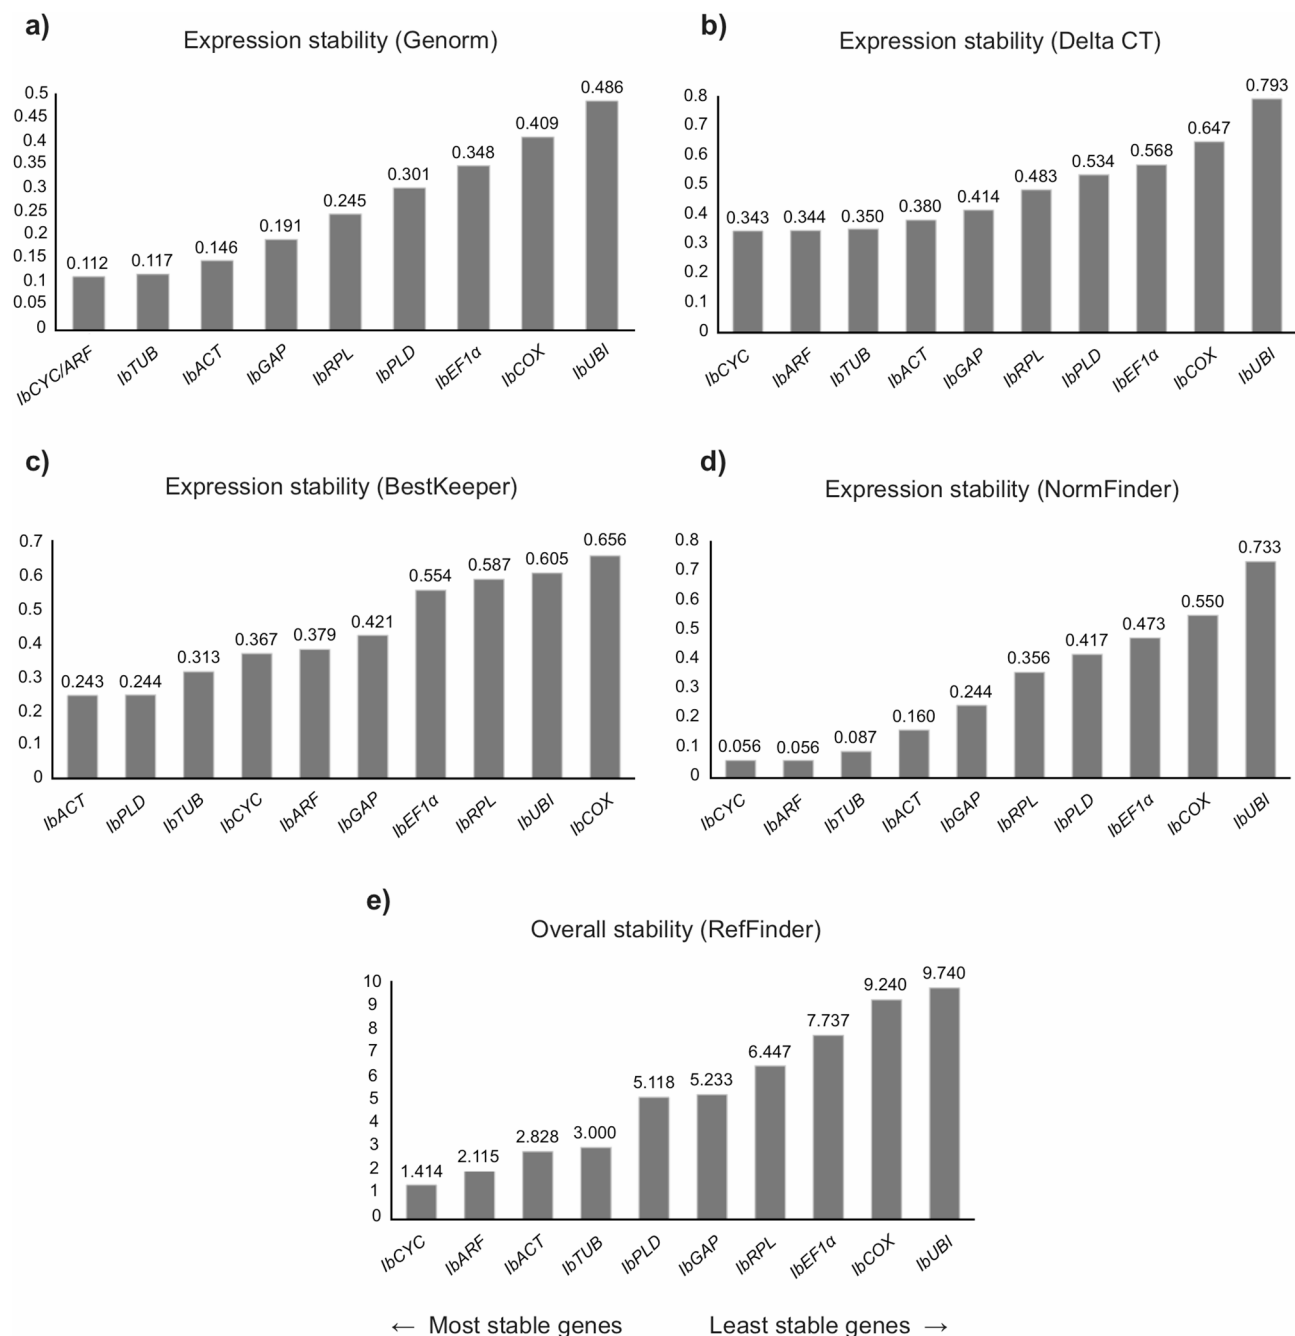 a)
Expression stability (Genorm)
0.5
0.45
0.4
0.35
0.3
0.25
0.2
0.15
0.1
0.05
0
0.112
0.117
0.146
0.191
0.245
0.301
0.348
0.409
0.486
IbCYC/ARF
IbTUB
IbACT
IbGAP
IbRPL
IbPLD
IbEF1α
IbCOX
IbUBI
b)
Expression stability (Delta CT)
0.8
0.7
0.6
0.5
0.4
0.3
0.2
0.1
0
0.343
0.344
0.350
0.380
0.414
0.483
0.534
0.568
0.647
0.793
IbCYC
IbARF
IbTUB
IbACT
IbGAP
IbRPL
IbPLD
IbEF1α
IbCOX
IbUBI
c)
Expression stability (BestKeeper)
0.7
0.6
0.5
0.4
0.3
0.2
0.1
0
0.243
0.244
0.313
0.367
0.379
0.421
0.554
0.587
0.605
0.656
IbACT
IbPLD
IbTUB
IbCYC
IbARF
IbGAP
IbEF1α
IbRPL
IbUBI
IbCOX
d)
Expression stability (NormFinder)
0.8
0.7
0.6
0.5
0.4
0.3
0.2
0.1
0
0.056
0.056
0.087
0.160
0.244
0.356
0.417
0.473
0.550
0.733
IbCYC
IbARF
IbTUB
IbACT
IbGAP
IbRPL
IbPLD
IbEF1α
IbCOX
IbUBI
e)
Overall stability (RefFinder)
10
9
8
7
6
5
4
3
2
1
0
1.414
2.115
2.828
3.000
5.118
5.233
6.447
7.737
9.240
9.740
IbCYC
IbARF
IbACT
IbTUB
IbPLD
IbGAP
IbRPL
IbEF1α
IbCOX
IbUBI
← Most stable genes
Least stable genes →